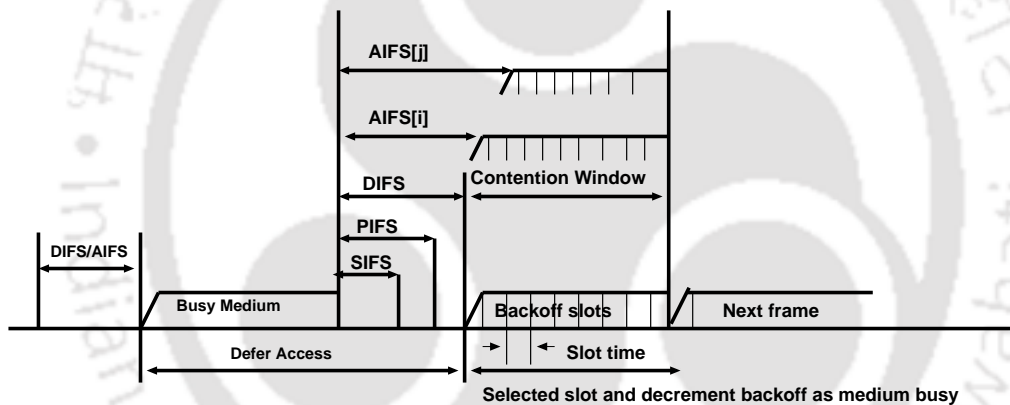 AIFS[j]
AIFS[i]
Contention Window
DIFS
PIFS
DIFS/AIFS
SIFS
Busy Medium
Backoff slots
Next frame
Defer Access
Slot time
Selected slot and decrement backoff as medium busy
Indian